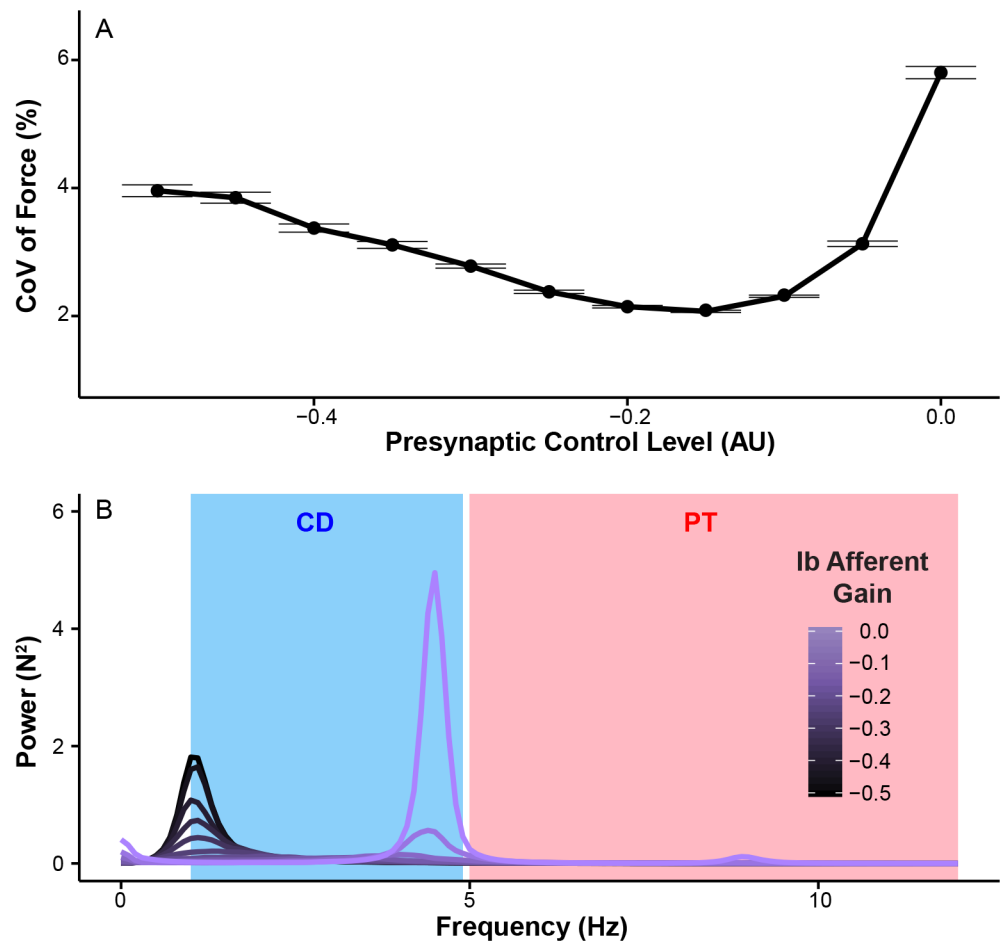 A
6
4
2
CoV of Force (%)
−0.4
−0.2
0.0
Presynaptic Control Level (AU)
B
CD
PT
6
4
2
0
Power (N²)
Ib Afferent
Gain
0.0
−0.1
−0.2
−0.3
−0.4
−0.5
0
5
10
Frequency (Hz)